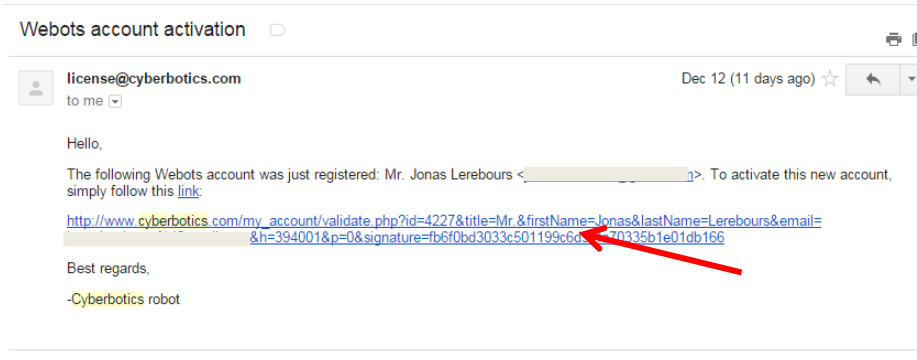 Webots account activation
license@cyberbotics.com
Dec 12 (11 days ago)
to me
Hello,
The following Webots account was just registered: Mr. Jonas Lerebours < >. To activate this new account,
simply follow this link:
http://www.cyberbotics.com/my_account/validate.php?id=4227&title=Mr.&firstName=Jonas&lastName=Lerebours&email=
&h=394001&p=0&signature=fb6f0bd3033c501199c6d 70335b1e01db166
Best regards,
-Cyberbotics robot